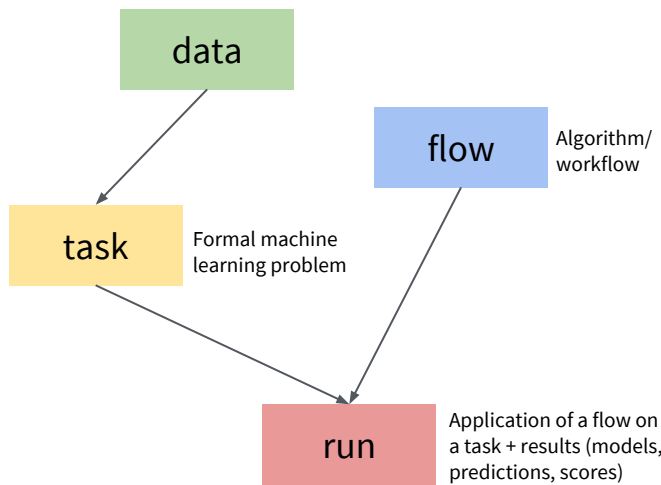 data
flow
Algorithm/
workflow
task
Formal machine
learning problem
run
Application of a flow on
a task + results (models,
predictions, scores)